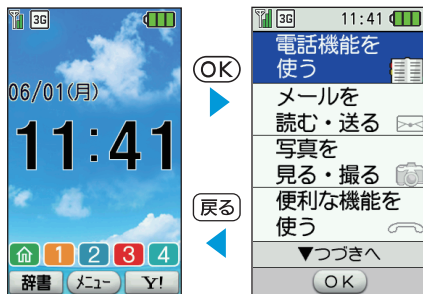 3G
06/01(月)
11:41
1 2 3 4
辞書 メニュー Y!
OK
戻る
3G 11:41
電話機能を
使う
メールを
読む・送る
写真を
見る・撮る
便利な機能を
使う
▼つづきへ
OK